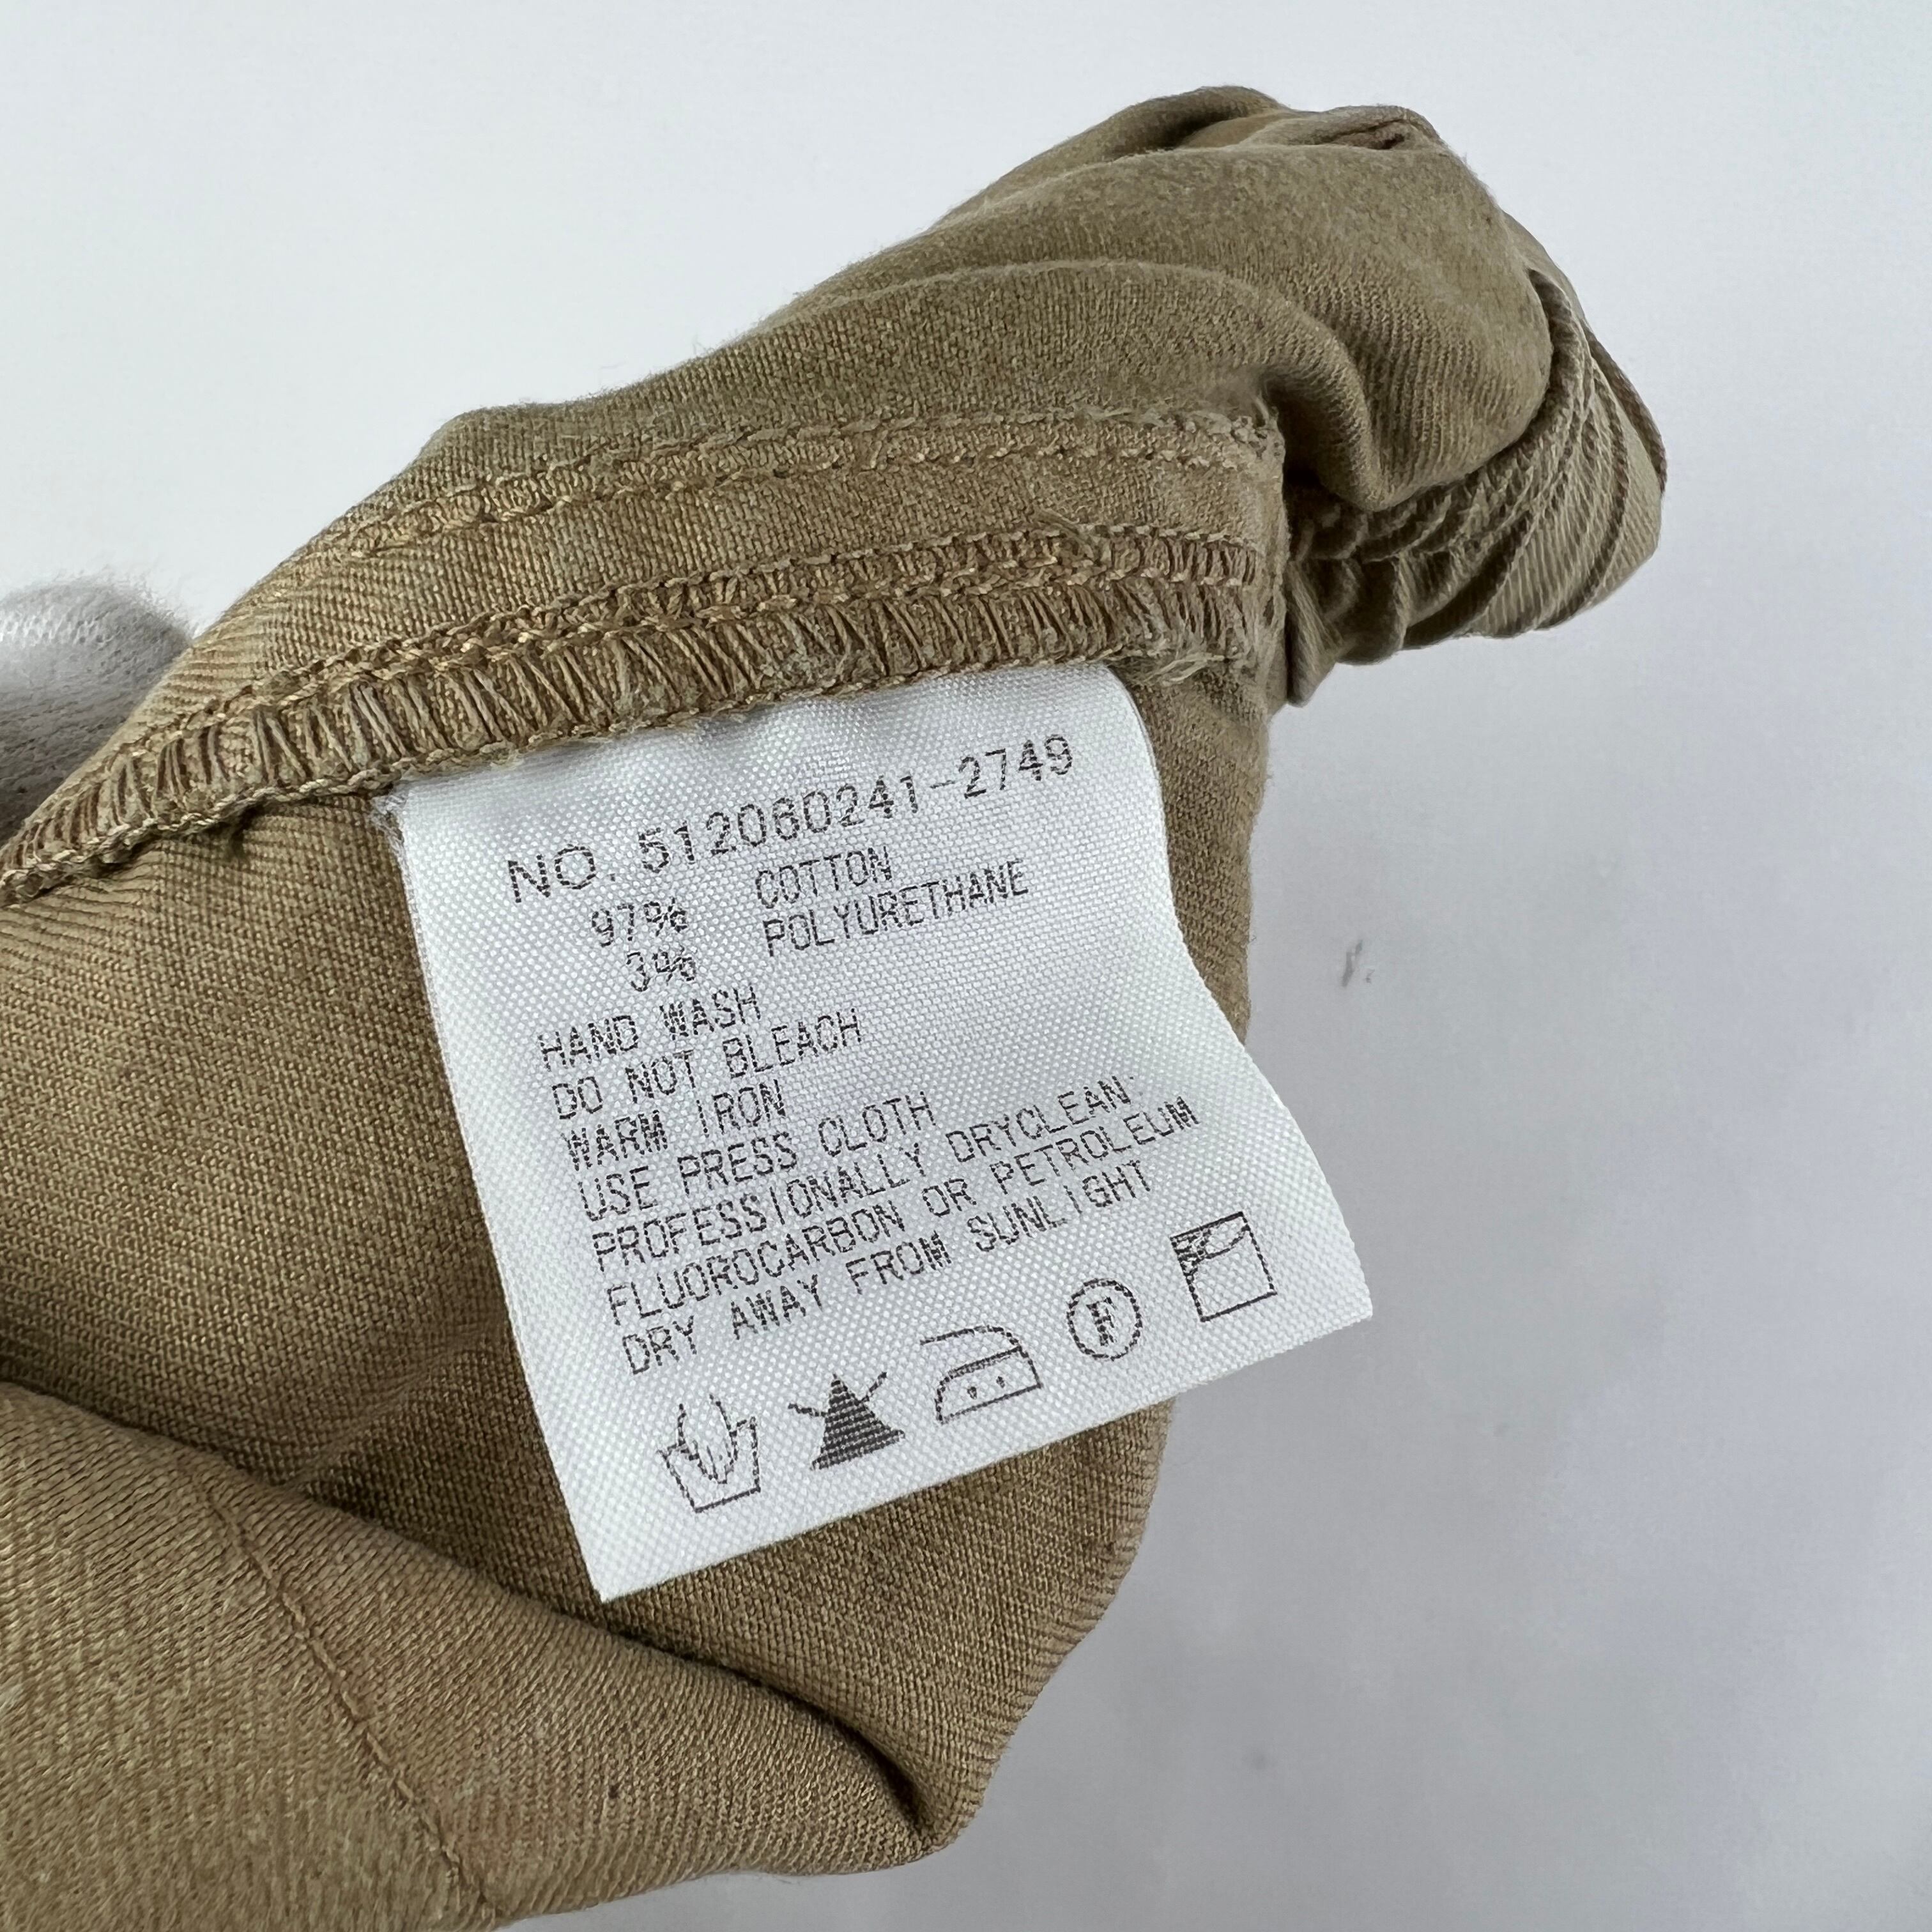 NO. 512060241-2749
97% COTTON
3% POLYURETHANE
HAND WASH
DO NOT BLEACH
WARM IRON
USE PRESS CLOTH
PROFESSIONALLY DRYCLEAN:
FLUOROCARBON OR PETROLEUM
DRY AWAY FROM SUNLIGHT
F